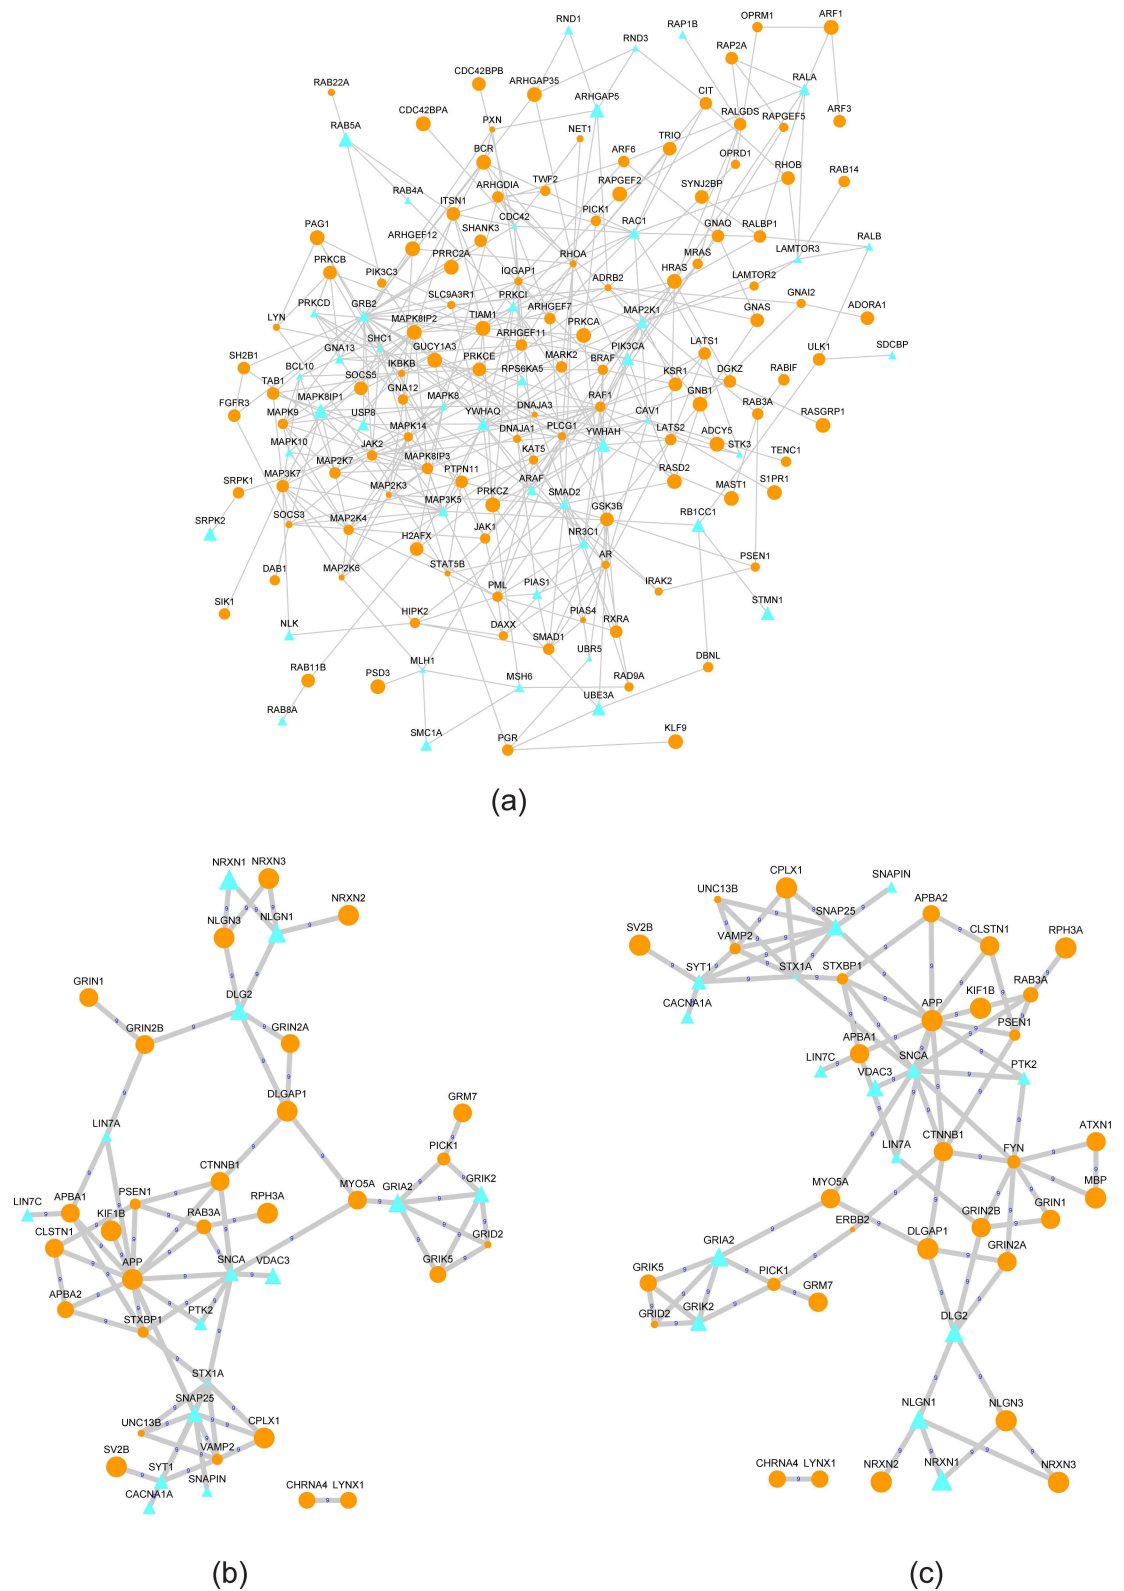 RND1
RND3
RAP1B
OPRM1
ARF1
RAP2A
RALA
RAB22A
CDC42BPB
ARHGAP35
ARHGAP5
CIT
RALGDS
RAPGEF5
ARF3
CDC42BPA
RAB5A
PXN
NET1
TRIO
OPRD1
BCR
ARF6
RHOB
RAB14
RAB4A
ARHGDIA
TWF2
RAPGEF2
SYNJ2BP
ITSN1
CDC42
PICK1
RAC1
GNAQ
RALBP1
PAG1
ARHGEF12
SHANK3
RALB
LAMTOR3
PRKCB
PRRC2A
RHOA
MRAS
PIK3C3
IQGAP1
ADRB2
HRAS
LAMTOR2
PRKCD
GRB2
SLC9A3R1
PRKCI
GNAI2
LYN
MAPK8IP2
TIAM1
ARHGEF7
PRKCA
MAP2K1
GNAS
ADORA1
SHC1
ARHGEF11
SH2B1
GNA13
GUCY1A3
PRKCE
MARK2
BRAF
PIK3CA
LATS1
ULK1
SDCBP
BCL10
IKBKB
RPS6KA5
KSR1
DGKZ
RABIF
TAB1
SOCS5
GNA12
FGFR3
MAPK8IP1
MAPK8
DNAJA3
RAF1
GNB1
RAB3A
RASGRP1
MAPK9
USP8
YWHAQ
CAV1
MAPK10
MAPK14
DNAJA1
PLCG1
YWHAH
LATS2
ADCY5
STK3
JAK2
KAT5
TENC1
MAP3K7
MAP2K7
MAPK8IP3
PTPN11
ARAF
RASD2
SRPK1
MAP2K3
MAP3K5
PRKCZ
SMAD2
MAST1
S1PR1
SRPK2
SOCS3
MAP2K4
GSK3B
RB1CC1
H2AFX
JAK1
NR3C1
DAB1
MAP2K6
STAT5B
AR
PSEN1
SIK1
PML
PIAS1
IRAK2
STMN1
NLK
HIPK2
DAXX
PIAS4
RXRA
SMAD1
UBR5
RAB11B
PSD3
MLH1
MSH6
RAD9A
DBNL
RAB8A
UBE3A
SMC1A
PGR
KLF9
(a)
NRXN1
NRXN3
NLGN3
NLGN1
NRXN2
GRIN1
DLG2
GRIN2B
GRIN2A
DLGAP1
LIN7A
GRM7
PICK1
CTNNB1
MYO5A
GRIA2
GRIK2
LIN7C
APBA1
PSEN1
KIF1B
RAB3A
RPH3A
CLSTN1
GRID2
APP
SNCA
VDAC3
GRIK5
APBA2
PTK2
STXBP1
STX1A
SNAP25
UNC13B
CPLX1
SV2B
VAMP2
SYT1
SNAPIN
CACNA1A
CHRNA4
LYNX1
(b)
CPLX1
SNAPIN
UNC13B
SNAP25
APBA2
SV2B
VAMP2
CLSTN1
RPH3A
SYT1
STX1A
STXBP1
CACNA1A
APP
KIF1B
RAB3A
PSEN1
APBA1
LIN7C
VDAC3
SNCA
PTK2
LIN7A
CTNNB1
FYN
ATXN1
MYO5A
MBP
ERBB2
GRIN2B
GRIN1
GRIA2
DLGAP1
GRIN2A
GRIK5
PICK1
GRM7
GRID2
GRIK2
DLG2
NLGN1
NLGN3
CHRNA4
LYNX1
NRXN2
NRXN1
NRXN3
(c)